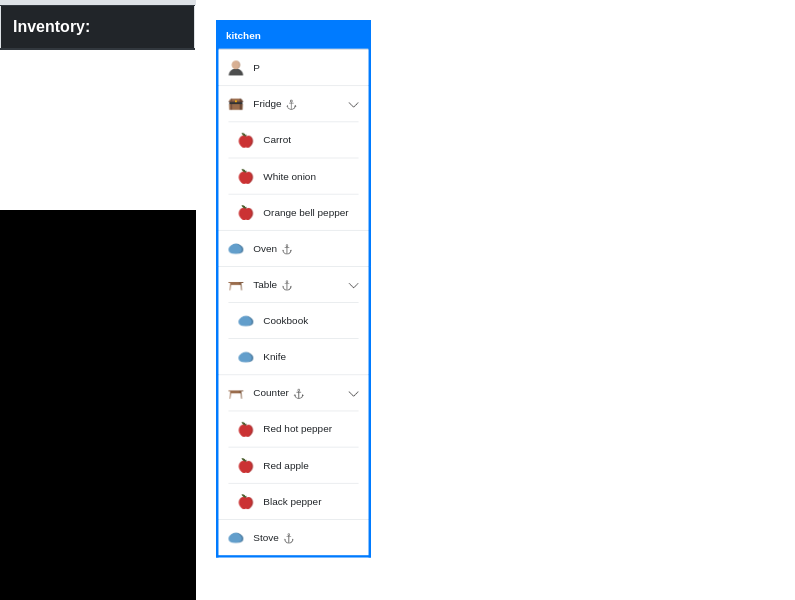 Inventory:
kitchen
P
Fridge
Carrot
White onion
Orange bell pepper
Oven
Table
Cookbook
Knife
Counter
Red hot pepper
Red apple
Black pepper
Stove